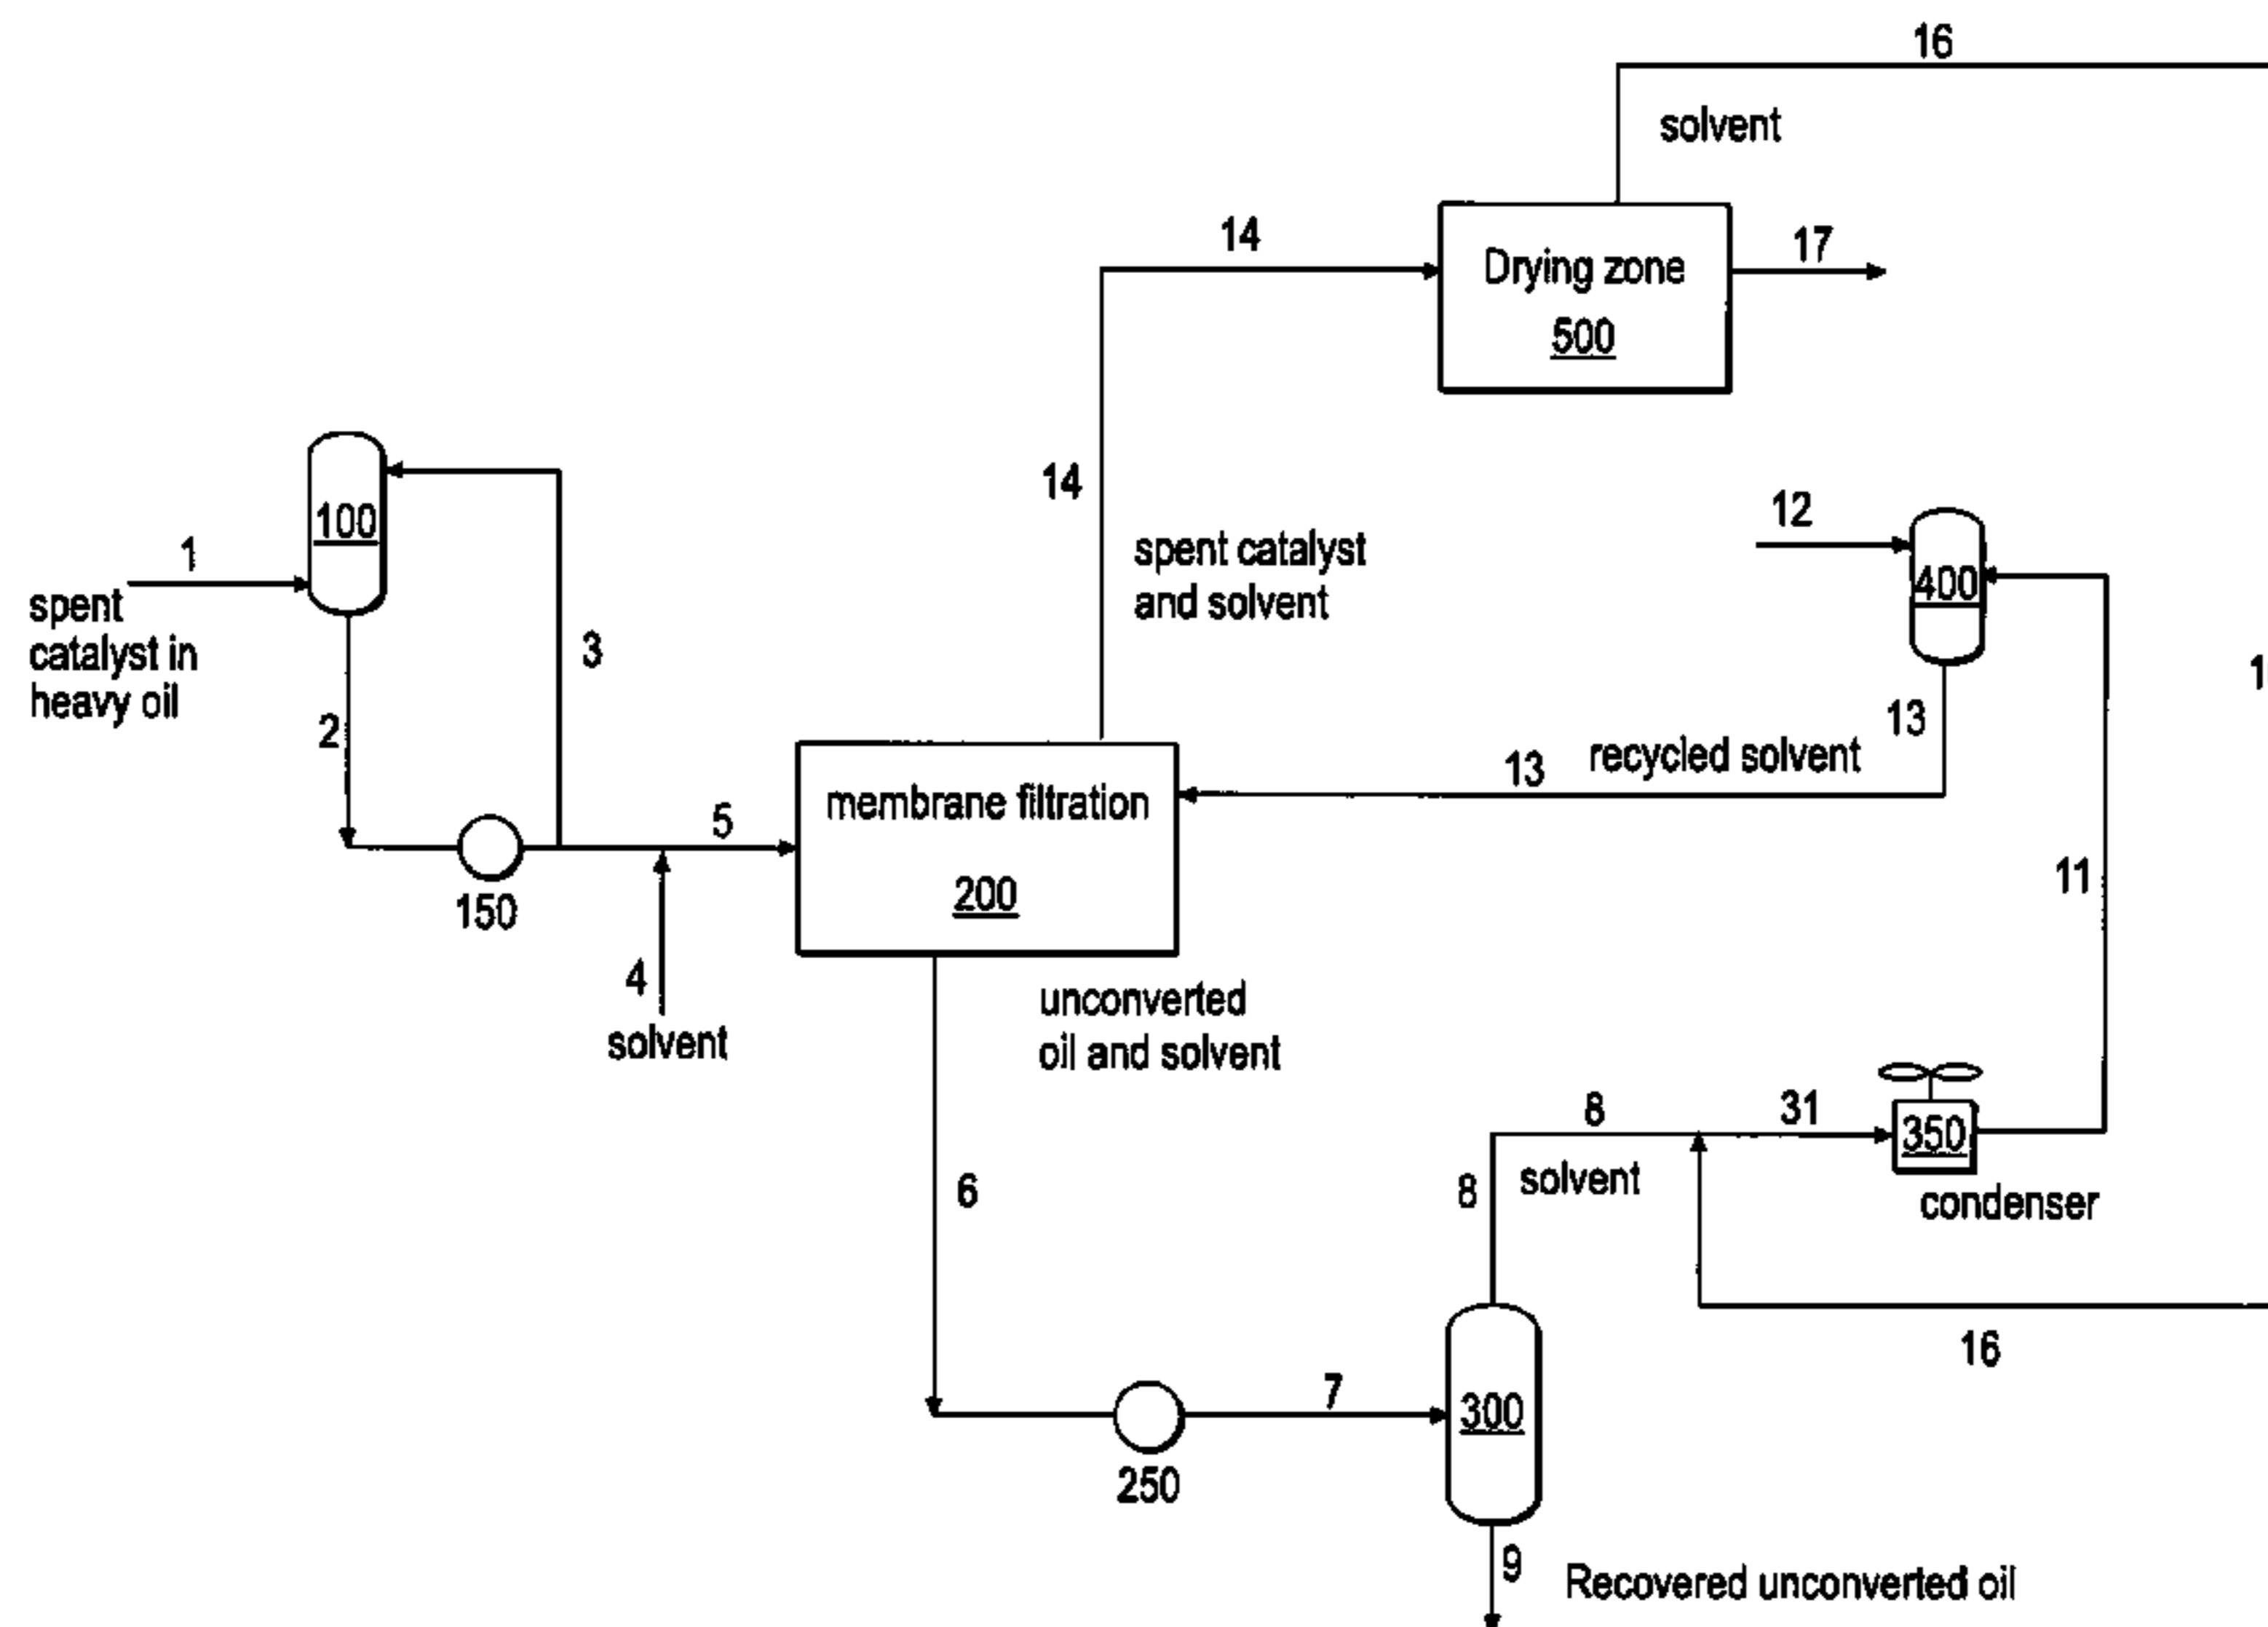 16
solvent
14
Drying zone
500
17
100
1
spent
catalyst in
heavy oil
3
2
14
spent catalyst
and solvent
12
400
1
13
13
recycled solvent
5
membrane filtration
200
150
4
solvent
unconverted
oil and solvent
11
6
8
31
350
8
solvent
condenser
16
7
300
250
9
Recovered unconverted oil